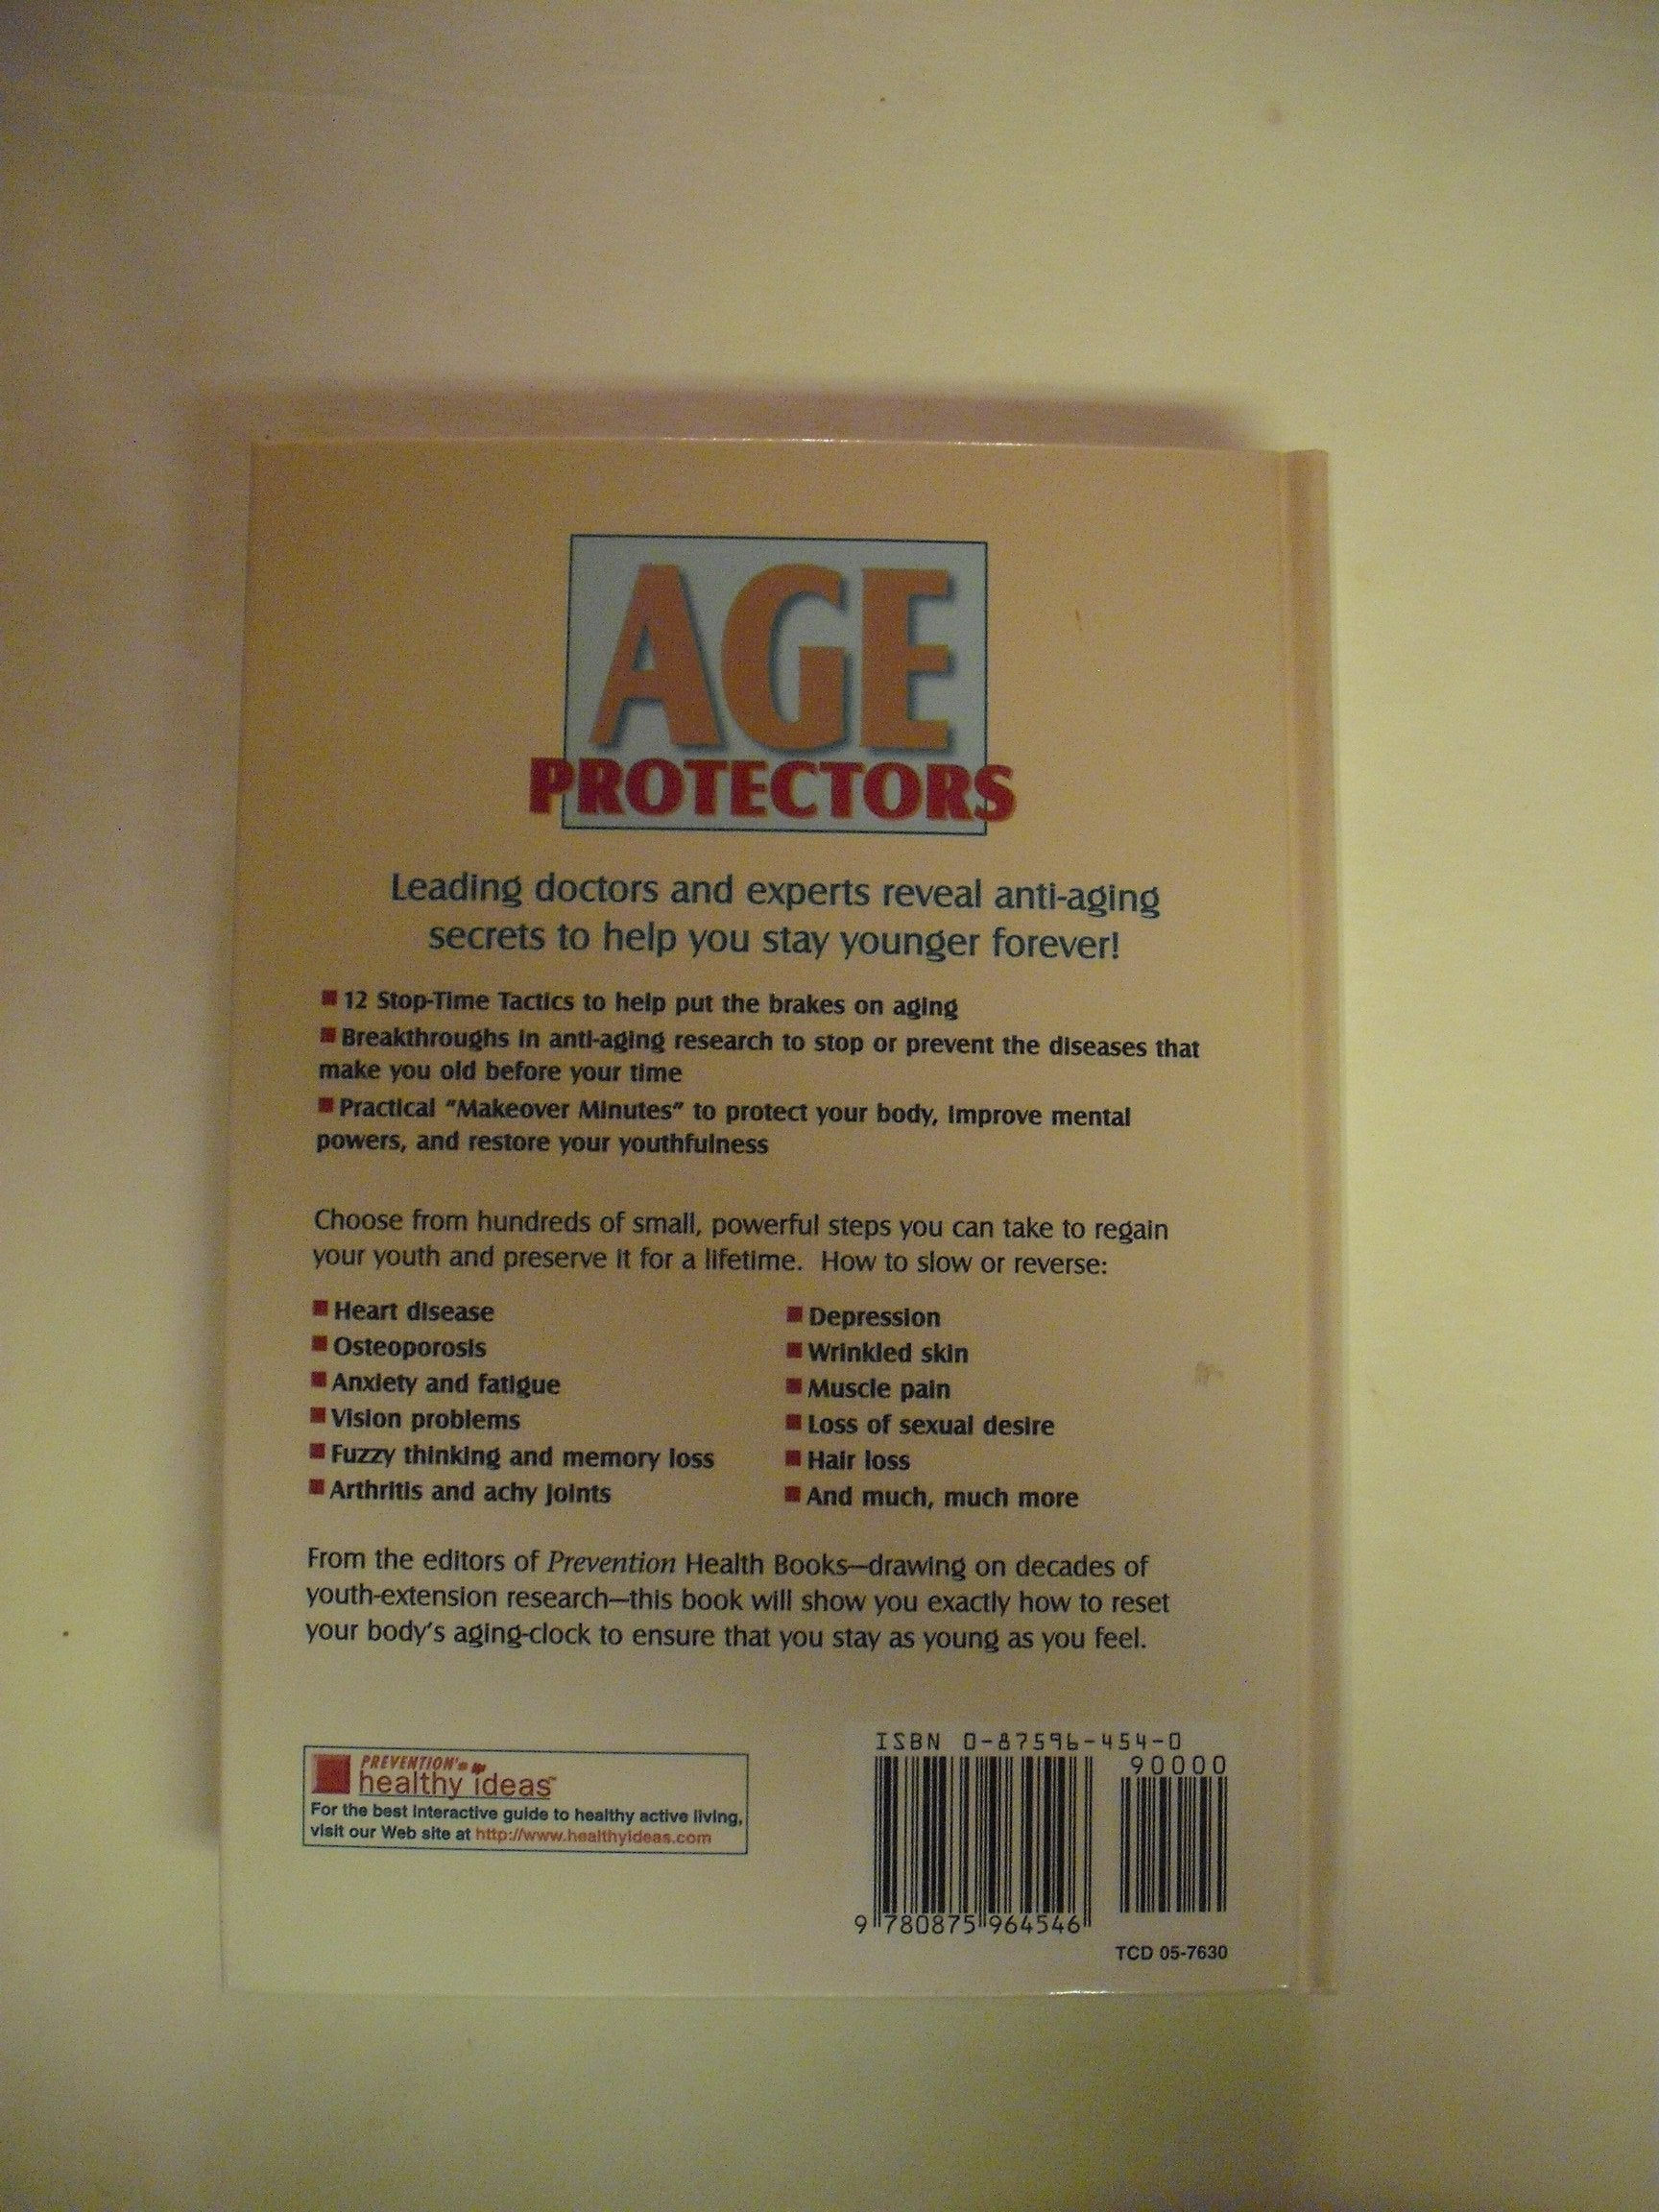 AGE
PROTECTORS
Leading doctors and experts reveal anti-aging
secrets to help you stay younger forever!
■ 12 Stop-Time Tactics to help put the brakes on aging
■ Breakthroughs in anti-aging research to stop or prevent the diseases that
make you old before your time
■ Practical "Makeover Minutes" to protect your body, improve mental
powers, and restore your youthfulness
Choose from hundreds of small, powerful steps you can take to regain
your youth and preserve it for a lifetime. How to slow or reverse:
■ Heart disease
■ Osteoporosis
■ Anxiety and fatigue
■ Vision problems
■ Fuzzy thinking and memory loss
■ Arthritis and achy joints
■ Depression
■ Wrinkled skin
■ Muscle pain
■ Loss of sexual desire
■ Hair loss
■ And much, much more
From the editors of Prevention Health Books—drawing on decades of
youth-extension research—this book will show you exactly how to reset
your body's aging-clock to ensure that you stay as young as you feel.
PREVENTION's
healthy ideas™
For the best interactive guide to healthy active living,
visit our Web site at http://www.healthyideas.com
ISBN 0-87596-454-0
90000
9 780875 964546
TCD 05-7630